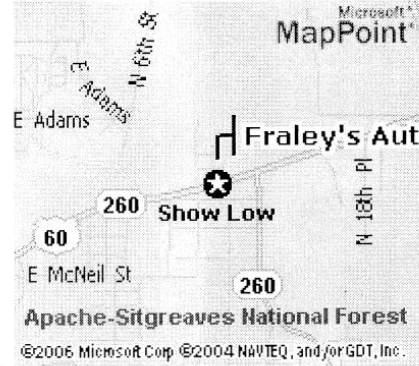 Microsoft®
MapPoint®
N 6th St
E Adams
E Adams
Fraley's Aut
N 18th Pl
260
Show Low
60
E McNeil St
260
Apache-Sitgreaves National Forest
©2006 Microsoft Corp ©2004 NAVTEQ, and/or GDT, Inc.